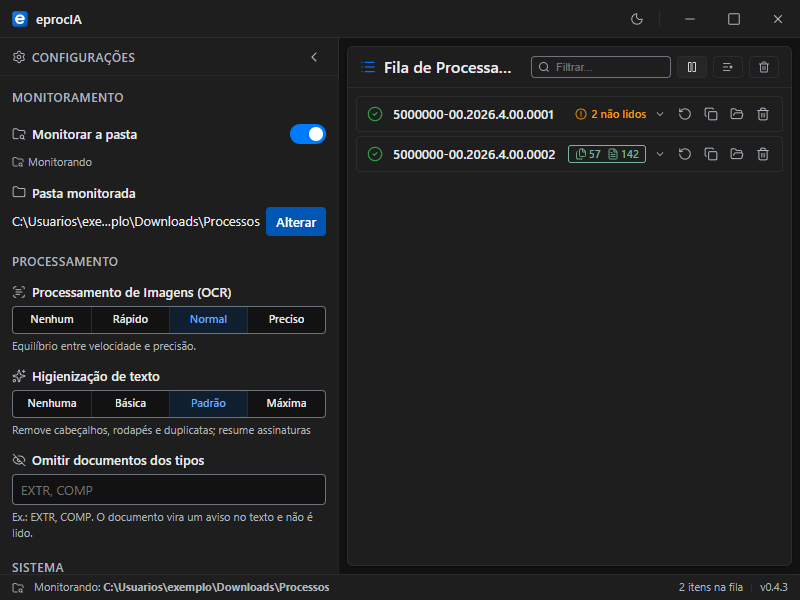 eprocIA
CONFIGURAÇÕES
MONITORAMENTO
Monitorar a pasta
Monitorando
Pasta monitorada
C:\Usuarios\exe...plo\Downloads\Processos
Alterar
PROCESSAMENTO
Processamento de Imagens (OCR)
Nenhum Rápido Normal Preciso
Equilíbrio entre velocidade e precisão.
Higienização de texto
Nenhuma Básica Padrão Máxima
Remove cabeçalhos, rodapés e duplicatas; resume assinaturas
Omitir documentos dos tipos
EXTR, COMP
Ex.: EXTR, COMP. O documento vira um aviso no texto e não é
lido.
SISTEMA
Fila de Processa...
Filtrar...
5000000-00.2026.4.00.0001 2 não lidos
5000000-00.2026.4.00.0002 57 142
Monitorando: C:\Usuarios\exemplo\Downloads\Processos
2 itens na fila v0.4.3